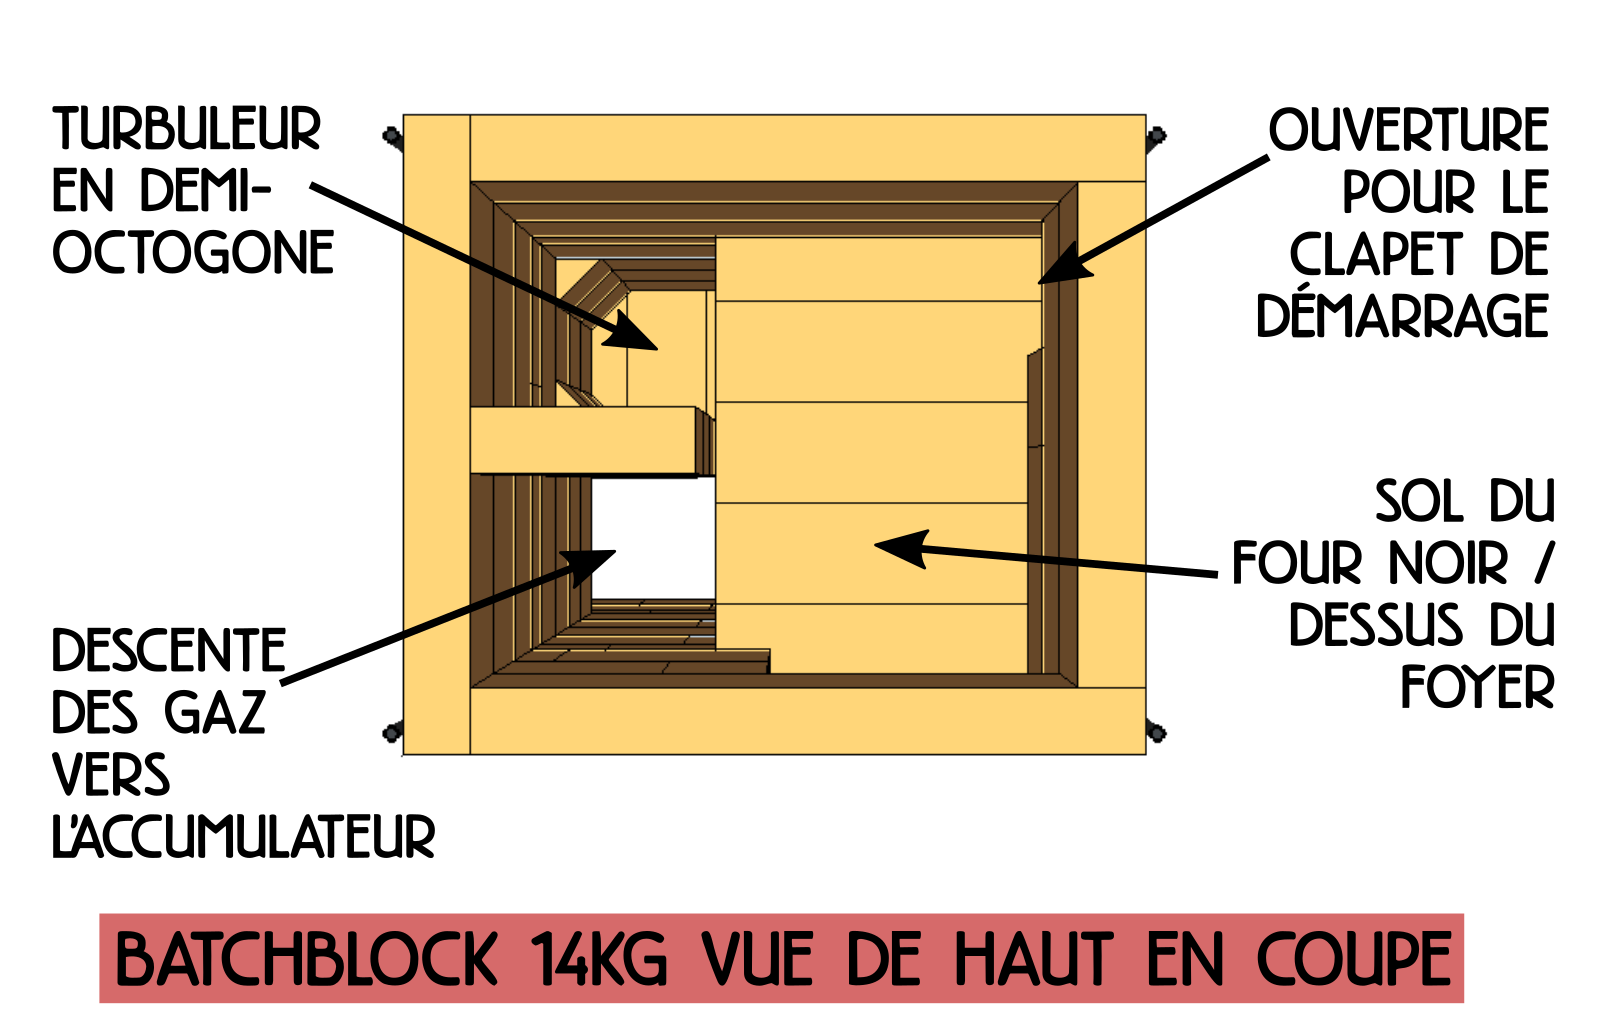 TURBULEUR
EN DEMI-
OCTOGONE
OUVERTURE
POUR LE
CLAPET DE
DÉMARRAGE
SOL DU
FOUR NOIR /
DESSUS DU
FOYER
DESCENTE
DES GAZ
VERS
L'ACCUMULATEUR
BATCHBLOCK 14KG VUE DE HAUT EN COUPE